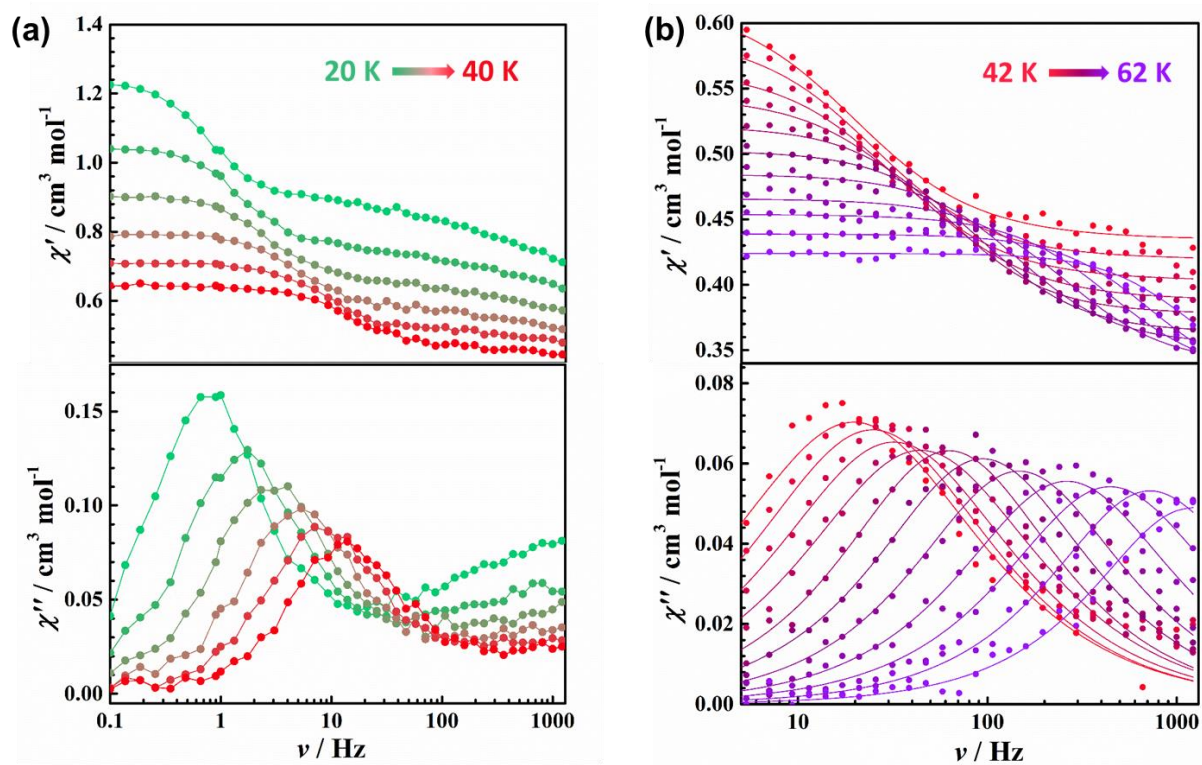 (a)
20 K → 40 K
1.4
1.2
1.0
0.8
0.6
χ′ / cm³ mol⁻¹
0.15
0.10
0.05
0.00
χ″ / cm³ mol⁻¹
0.1 1 10 100 1000
ν / Hz
(b)
42 K → 62 K
0.60
0.55
0.50
0.45
0.40
0.35
χ′ / cm³ mol⁻¹
0.08
0.06
0.04
0.02
0.00
χ″ / cm³ mol⁻¹
10 100 1000
ν / Hz